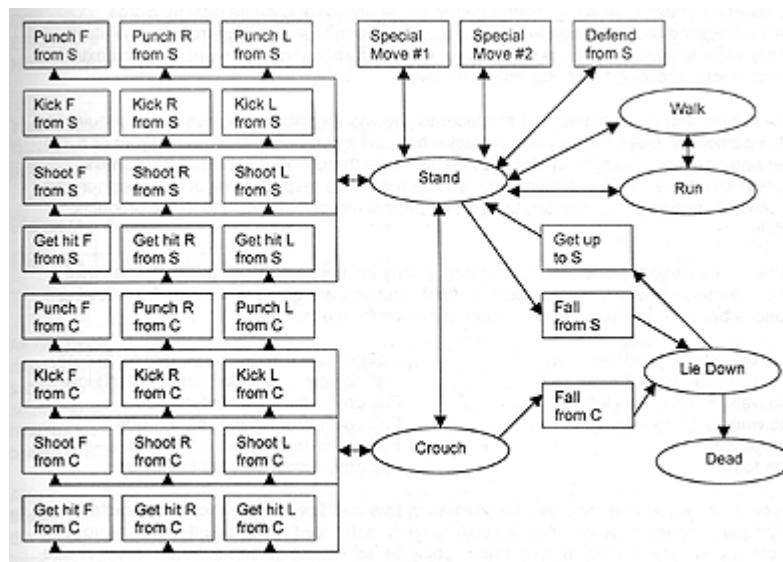 Punch F
from S
Punch R
from S
Punch L
from S
Special
Move #1
Special
Move #2
Defend
from S
Kick F
from S
Kick R
from S
Kick L
from S
Walk
Shoot F
from S
Shoot R
from S
Shoot L
from S
Stand
Run
Get hit F
from S
Get hit R
from S
Get hit L
from S
Get up
to S
Punch F
from C
Punch R
from C
Punch L
from C
Fall
from S
Kick F
from C
Kick R
from C
Kick L
from C
Lie Down
Fall
from C
Shoot F
from C
Shoot R
from C
Shoot L
from C
Crouch
Dead
Get hit F
from C
Get hit R
from C
Get hit L
from C